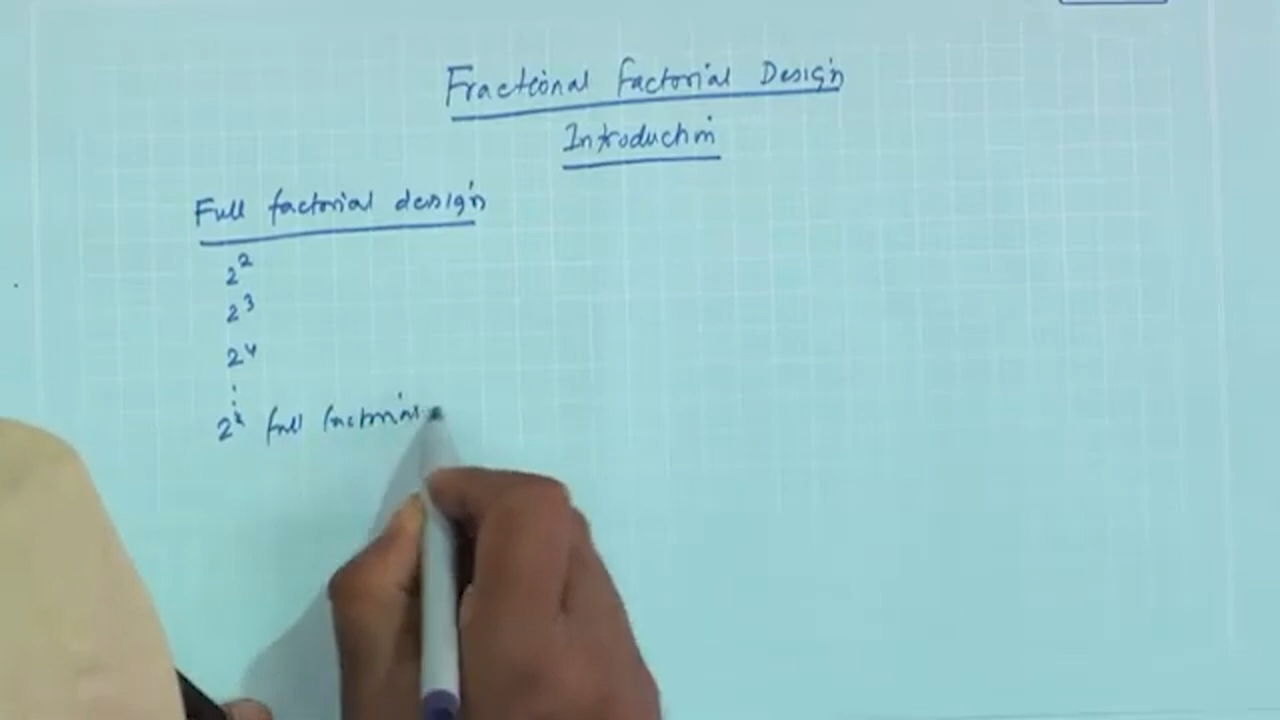 Fractional Factorial Design
Introduction
Full factorial design
2²
2³
2⁴
⋮
2ᵏ full factorial